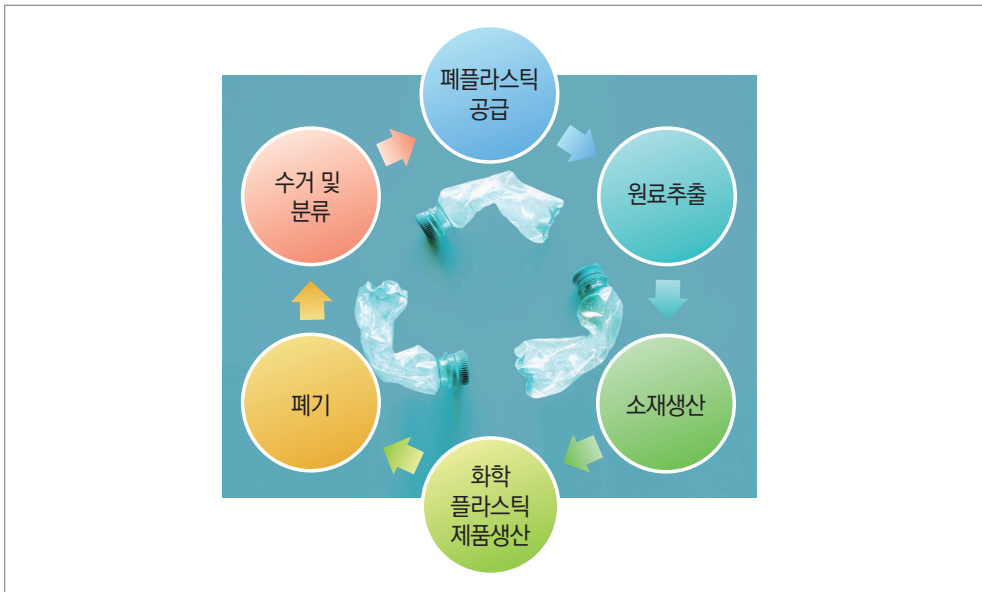 폐플라스틱
공급
원료추출
소재생산
화학
플라스틱
제품생산
폐기
수거 및
분류